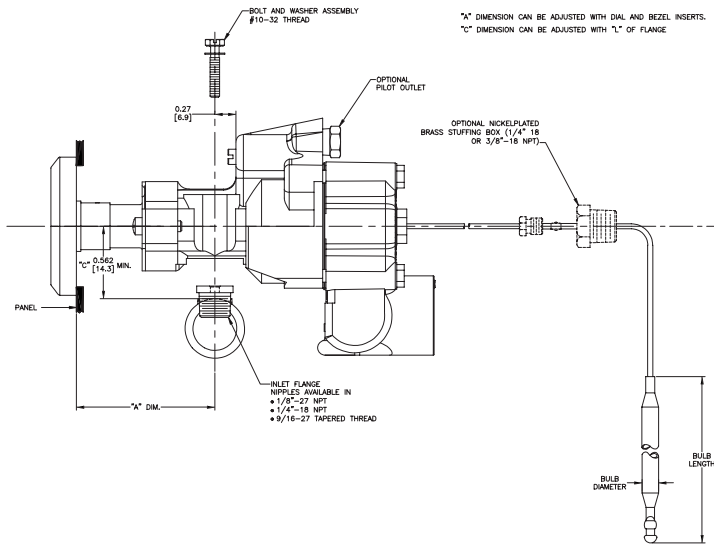 BOLT AND WASHER ASSEMBLY
#10-32 THREAD
"A" DIMENSION CAN BE ADJUSTED WITH DIAL AND BEZEL INSERTS.
"C" DIMENSION CAN BE ADJUSTED WITH "L" OF FLANGE
OPTIONAL
PILOT OUTLET
0.27
[6.9]
OPTIONAL NICKELPLATED
BRASS STUFFING BOX (1/4" 18
OR 3/8"-18 NPT)
"C" 0.562 MIN.
[14.3]
PANEL
INLET FLANGE
NIPPLES AVAILABLE IN
• 1/8"-27 NPT
• 1/4"-18 NPT
• 9/16-27 TAPERED THREAD
"A" DIM.
BULB
LENGTH
BULB
DIAMETER